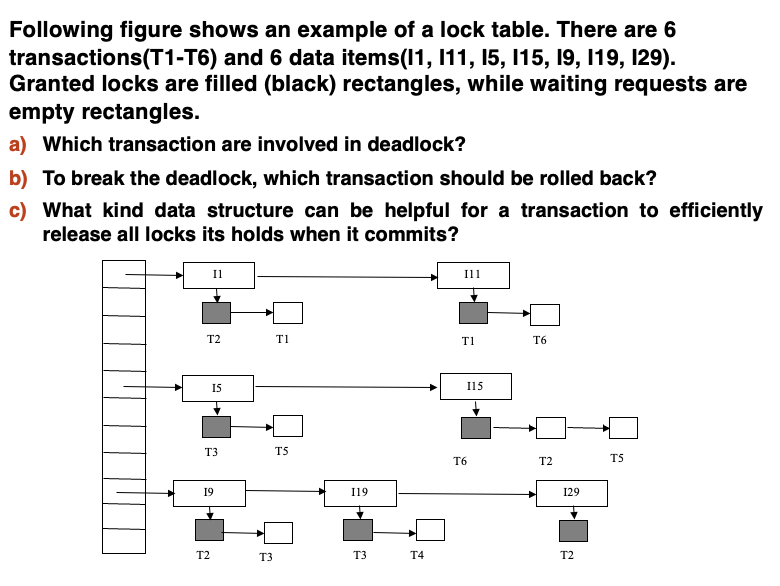 Following figure shows an example of a lock table. There are 6
transactions(T1-T6) and 6 data items(I1, I11, I5, I15, I9, I19, I29).
Granted locks are filled (black) rectangles, while waiting requests are
empty rectangles.
a) Which transaction are involved in deadlock?
b) To break the deadlock, which transaction should be rolled back?
c) What kind data structure can be helpful for a transaction to efficiently
release all locks its holds when it commits?
I1 I11
T2 T1 T1 T6
I5 I15
T3 T5 T6 T2 T5
I9 I19 I29
T2 T3 T3 T4 T2